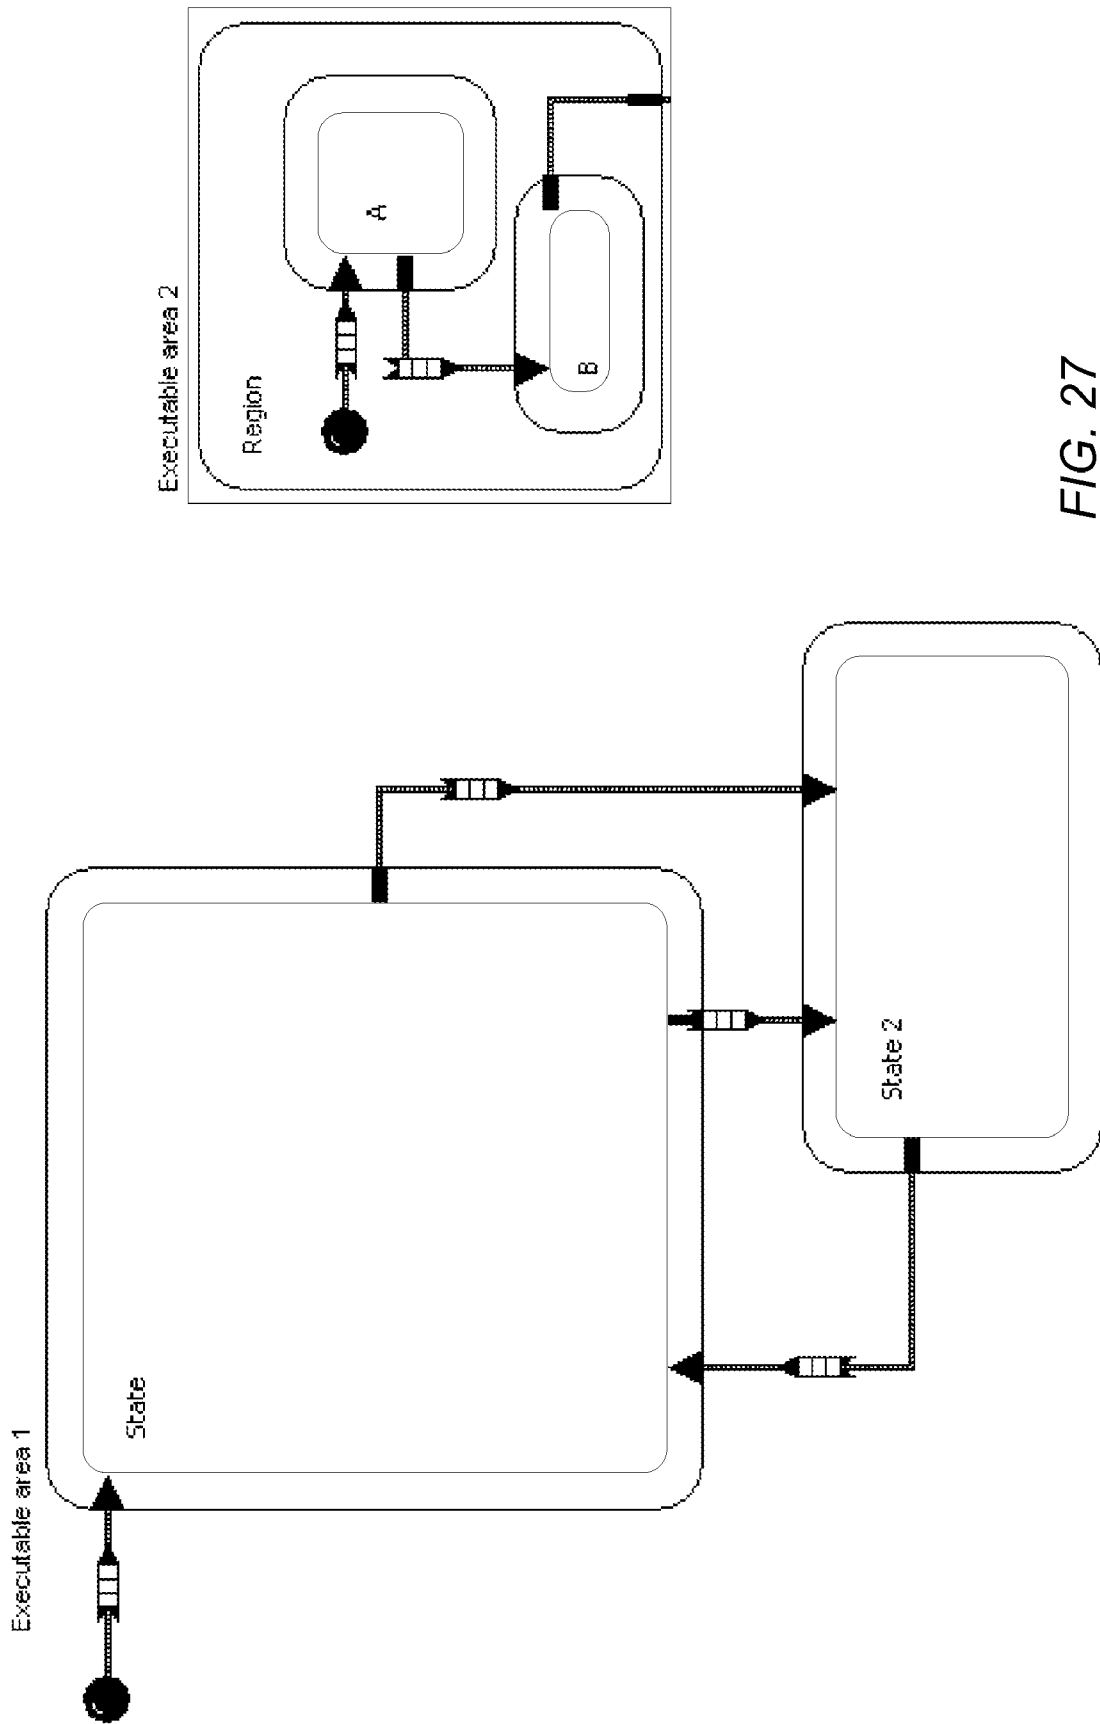 Executable area 1
State
State 2
Executable area 2
Region
A
B
FIG. 27